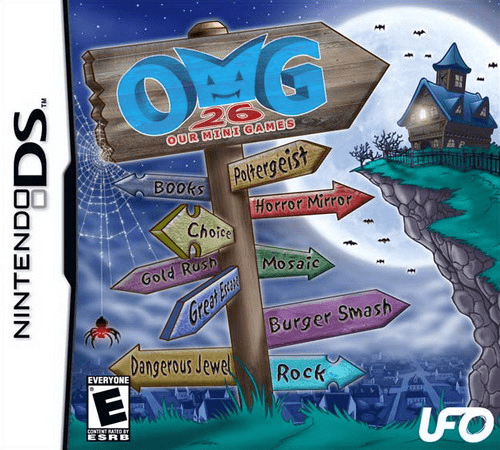 NINTENDO DS™
OMG
26
OUR MINI GAMES
Poltergeist
BOOKS
Horror Mirror
Choice
Gold Rush
Mosaic
Great Escape
Burger Smash
Dangerous Jewel
Rock
EVERYONE
E
CONTENT RATED BY
ESRB
UFO